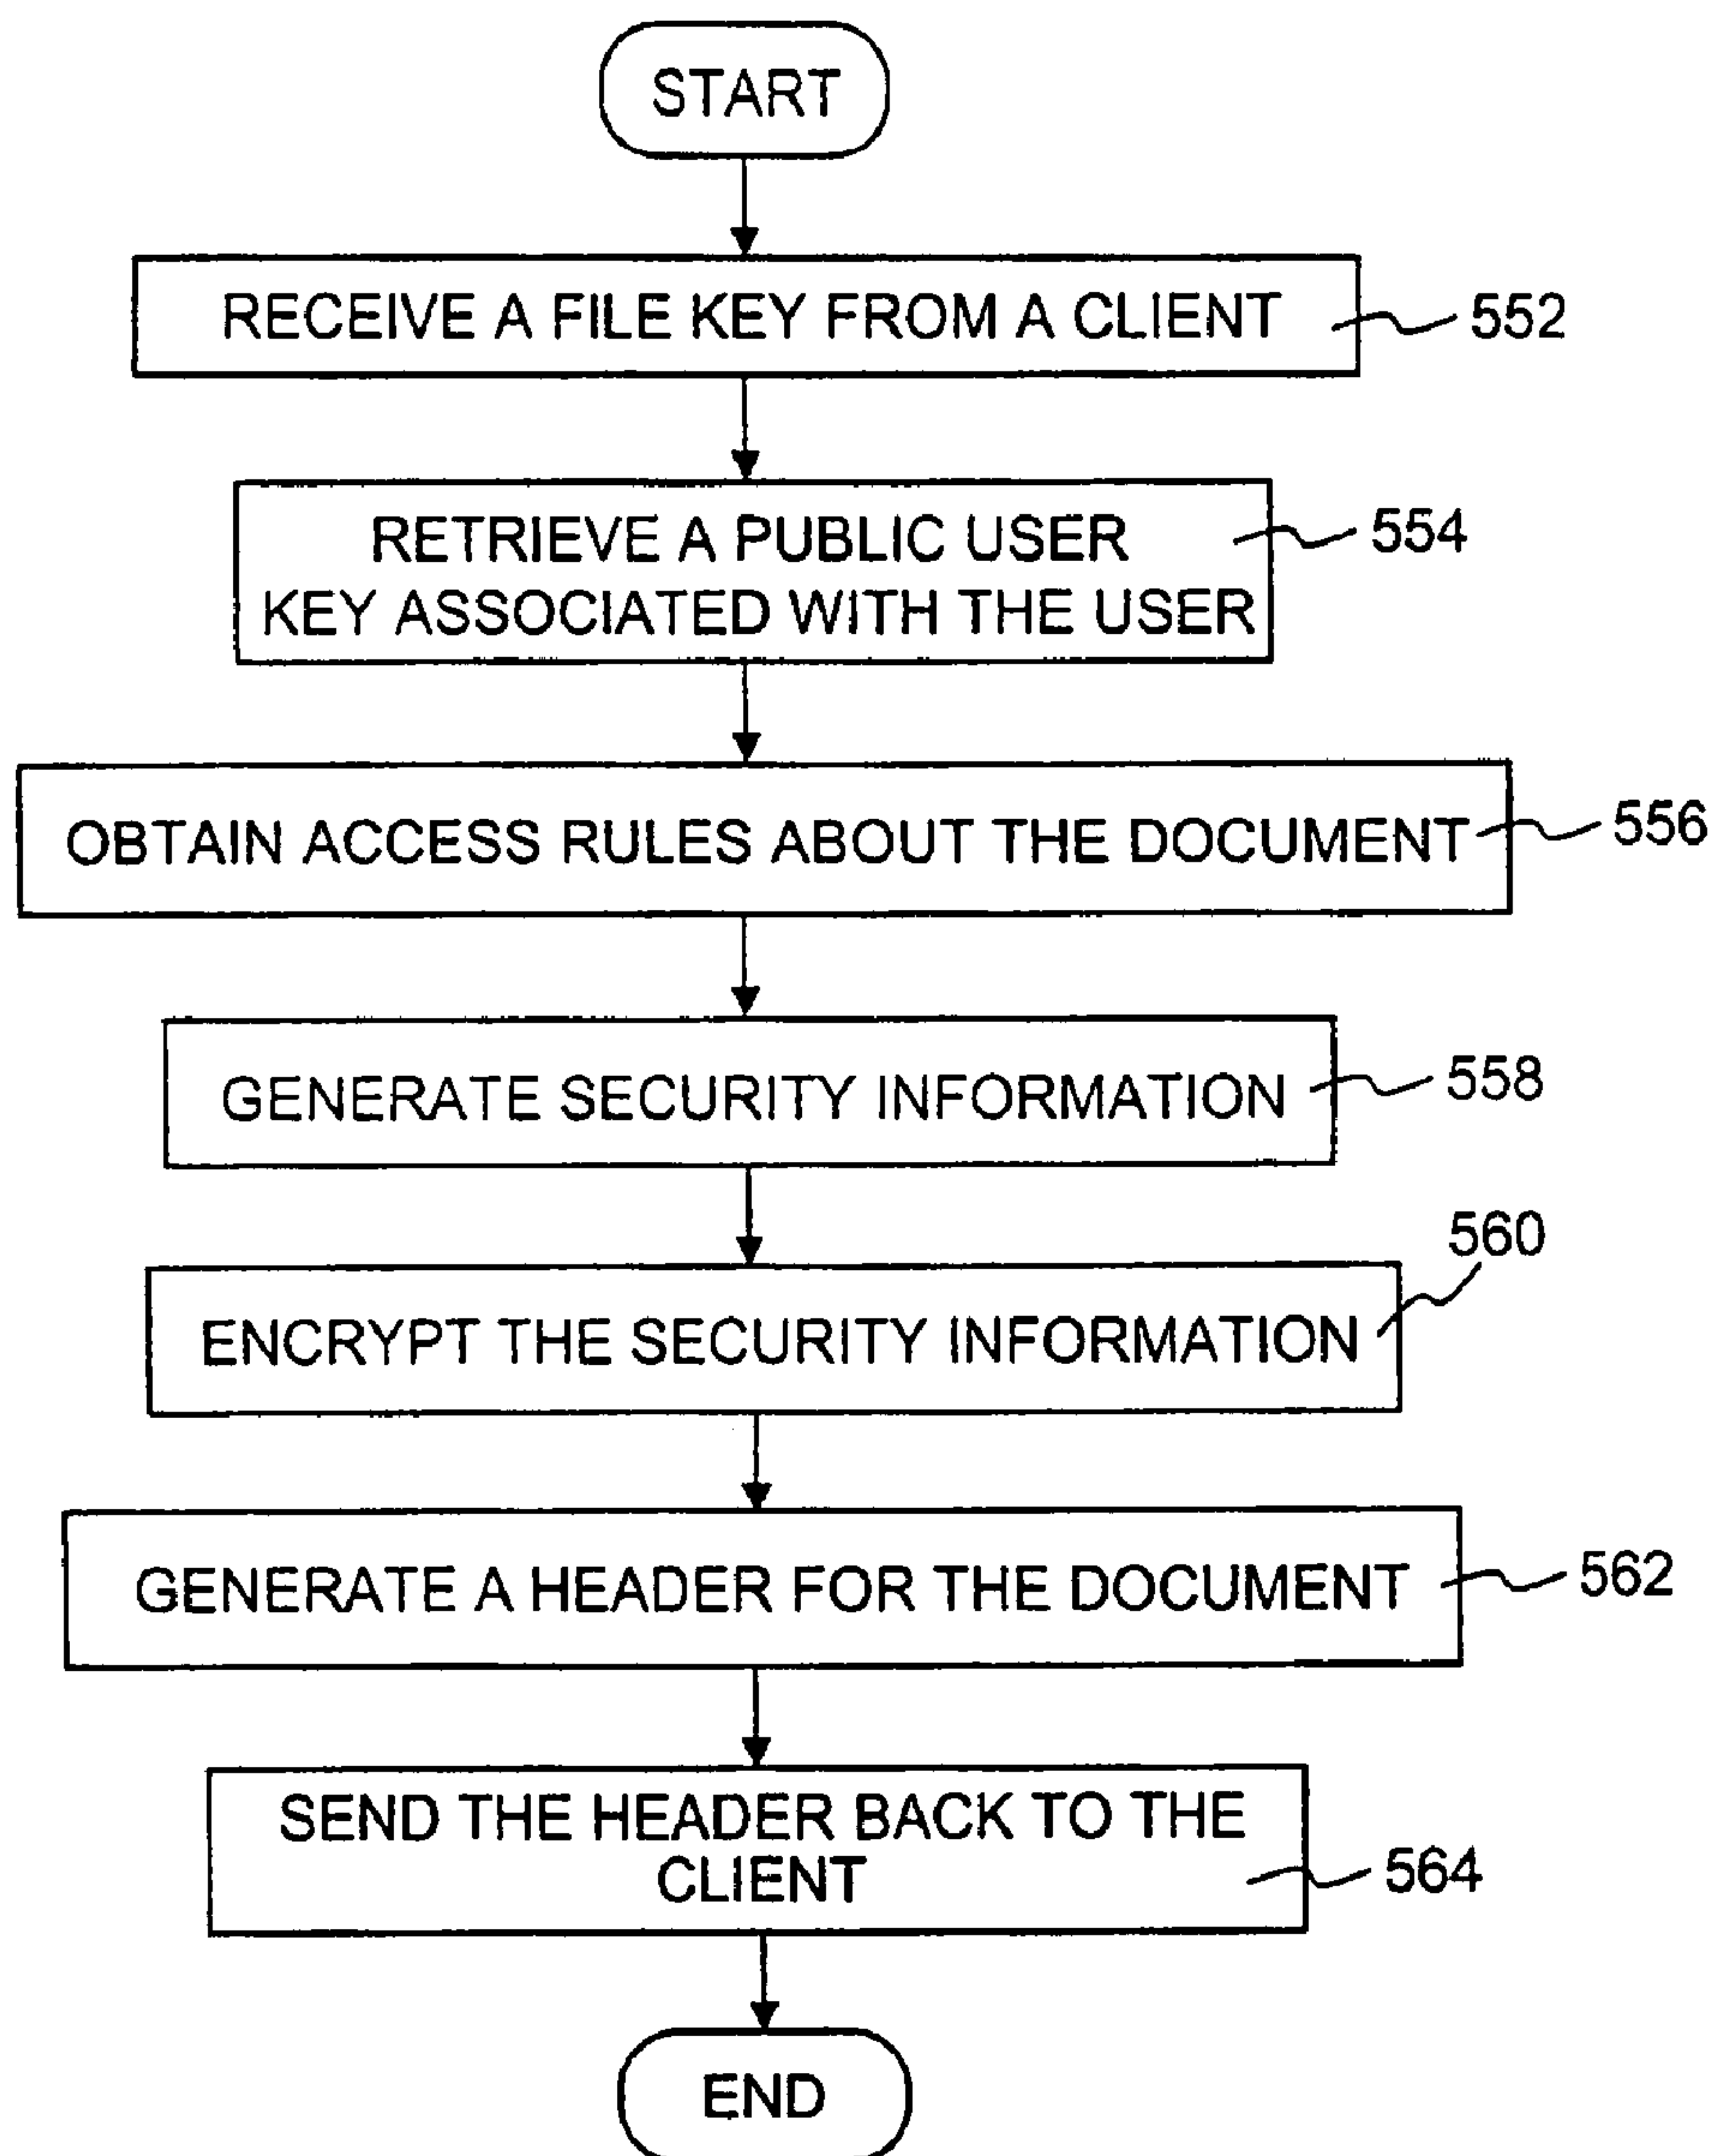 START
RECEIVE A FILE KEY FROM A CLIENT
552
RETRIEVE A PUBLIC USER
KEY ASSOCIATED WITH THE USER
554
OBTAIN ACCESS RULES ABOUT THE DOCUMENT
556
GENERATE SECURITY INFORMATION
558
ENCRYPT THE SECURITY INFORMATION
560
GENERATE A HEADER FOR THE DOCUMENT
562
SEND THE HEADER BACK TO THE
CLIENT
564
END